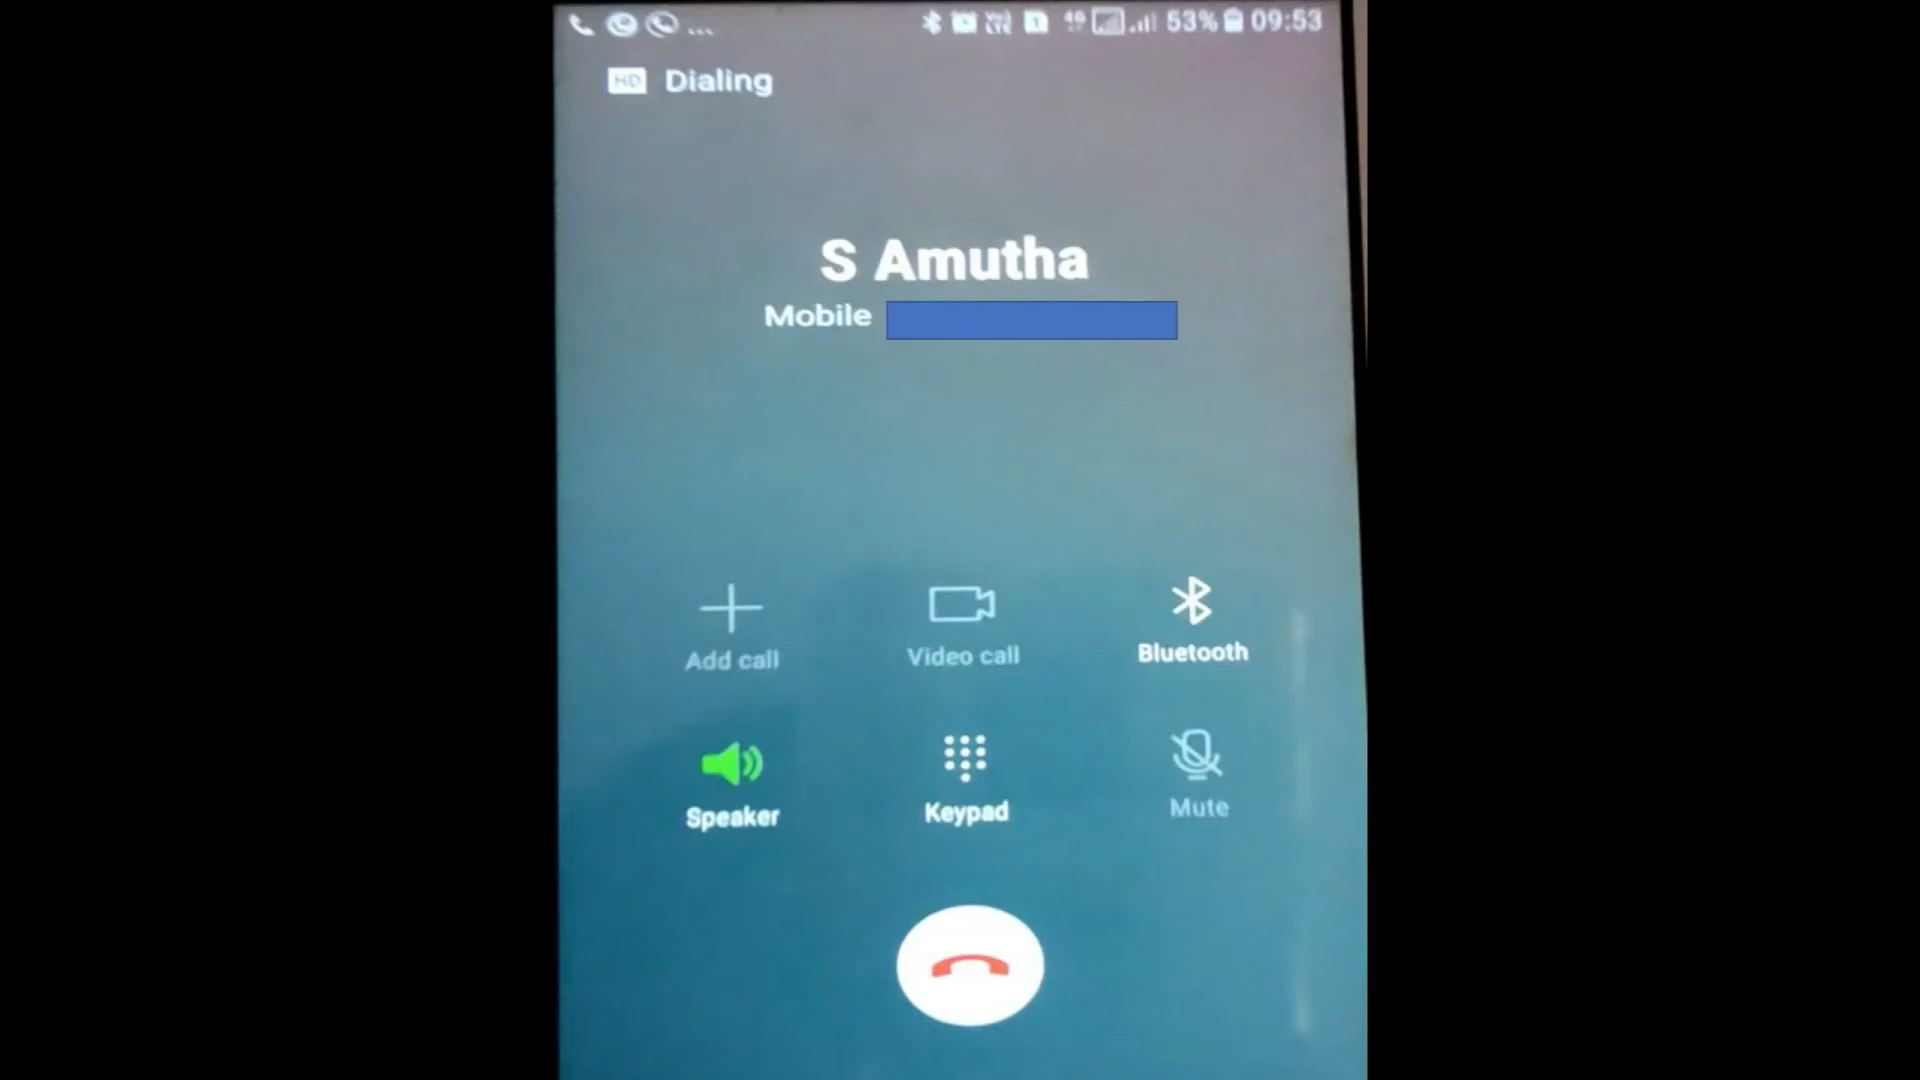 53% 09:53
HD Dialing
S Amutha
Mobile
Add call Video call Bluetooth
Speaker Keypad Mute